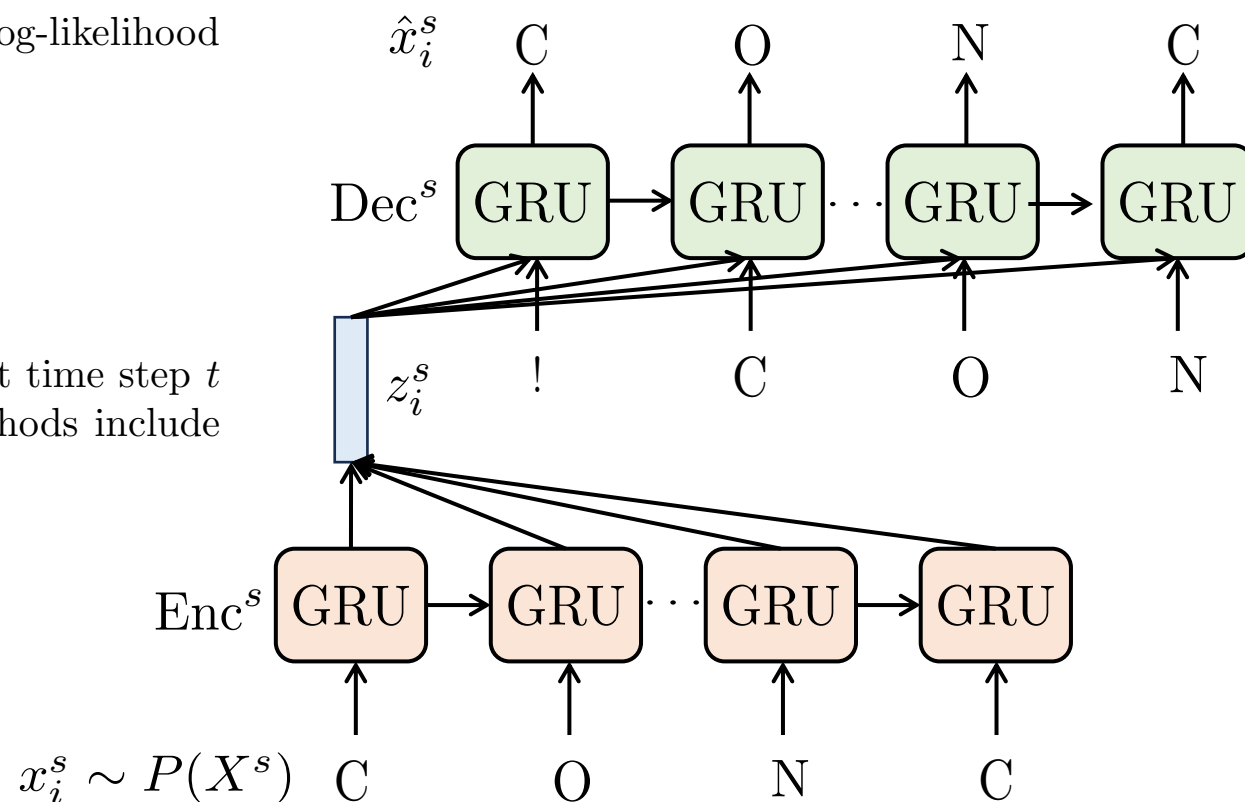 og-likelihood
x̂ᵢˢ C O N C
Decˢ GRU GRU ... GRU GRU
t time step t
hods include
zᵢˢ ! C O N
Encˢ GRU GRU ... GRU GRU
xᵢˢ ∼ P(Xˢ) C O N C